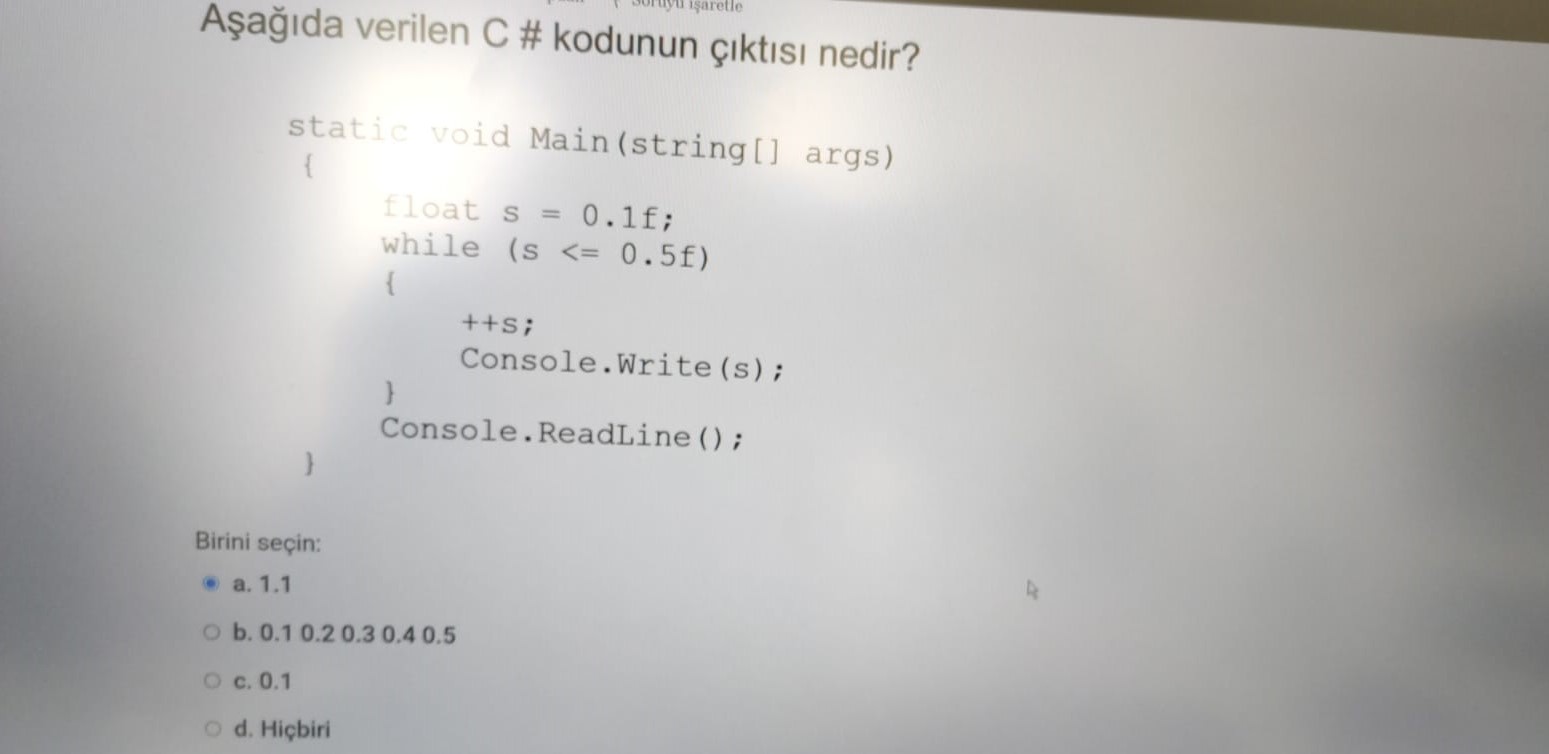 Soruyu işaretle
Aşağıda verilen C # kodunun çıktısı nedir?
static void Main(string[] args)
{
float s = 0.1f;
while (s <= 0.5f)
{
++s;
Console.Write(s);
}
Console.ReadLine();
}
Birini seçin:
a. 1.1
b. 0.1 0.2 0.3 0.4 0.5
c. 0.1
d. Hiçbiri